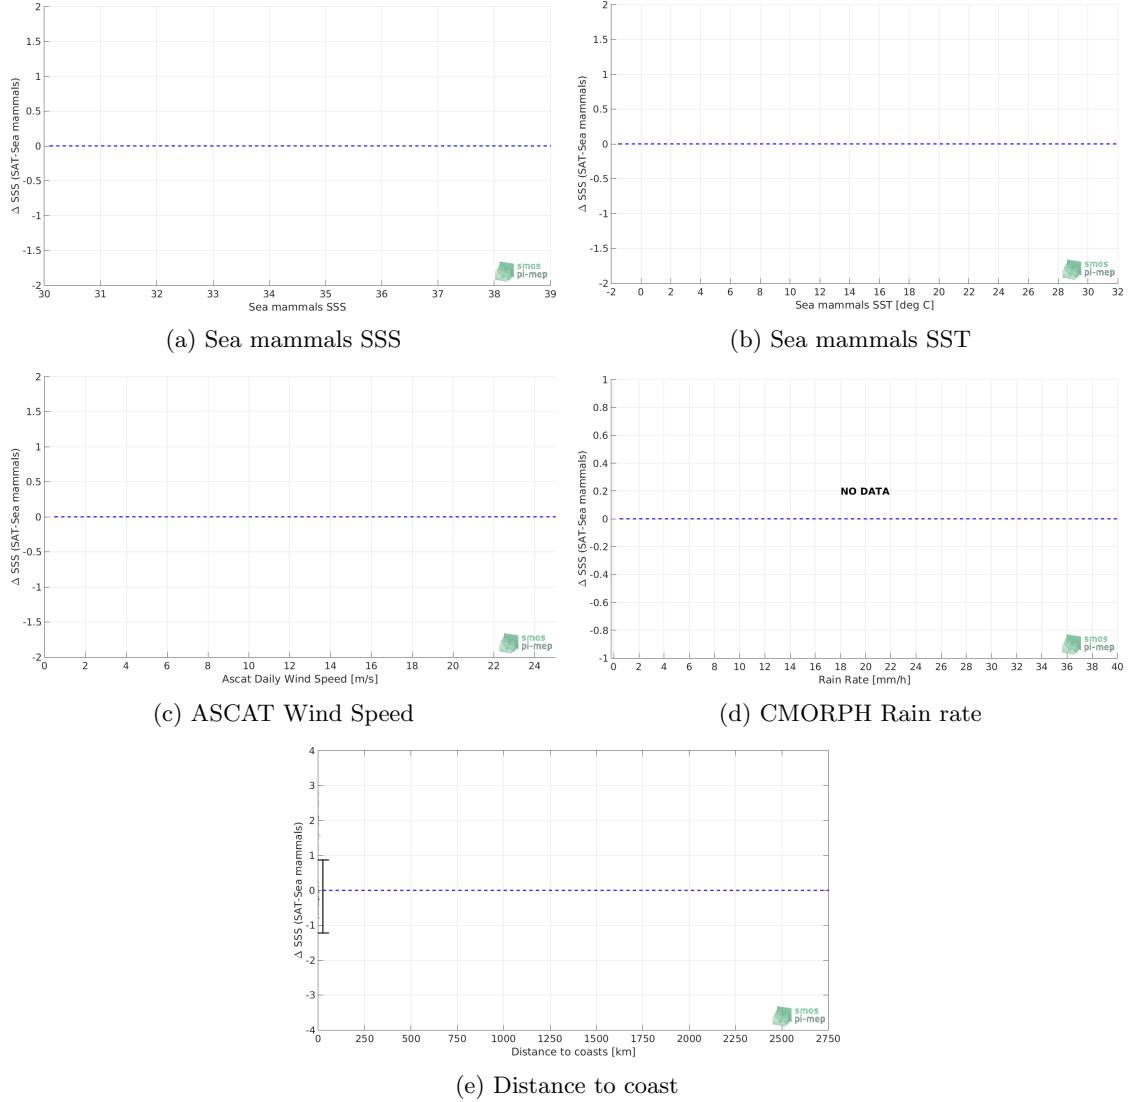 2
1.5
1
0.5
0
-0.5
-1
-1.5
-2
Δ SSS (SAT-Sea mammals)
30 31 32 33 34 35 36 37 38 39
Sea mammals SSS
smos
pi-mep
(a) Sea mammals SSS
2
1.5
1
0.5
0
-0.5
-1
-1.5
-2
Δ SSS (SAT-Sea mammals)
-2 0 2 4 6 8 10 12 14 16 18 20 22 24 26 28 30 32
Sea mammals SST [deg C]
smos
pi-mep
(b) Sea mammals SST
2
1.5
1
0.5
0
-0.5
-1
-1.5
-2
Δ SSS (SAT-Sea mammals)
0 2 4 6 8 10 12 14 16 18 20 22 24
Ascat Daily Wind Speed [m/s]
smos
pi-mep
(c) ASCAT Wind Speed
1
0.8
0.6
0.4
0.2
0
-0.2
-0.4
-0.6
-0.8
-1
Δ SSS (SAT-Sea mammals)
NO DATA
0 2 4 6 8 10 12 14 16 18 20 22 24 26 28 30 32 34 36 38 40
Rain Rate [mm/h]
smos
pi-mep
(d) CMORPH Rain rate
4
3
2
1
0
-1
-2
-3
-4
Δ SSS (SAT-Sea mammals)
0 250 500 750 1000 1250 1500 1750 2000 2250 2500 2750
Distance to coasts [km]
smos
pi-mep
(e) Distance to coast